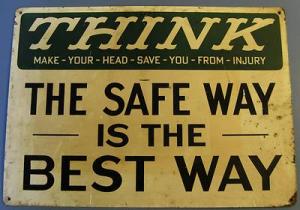 THINK
MAKE - YOUR - HEAD - SAVE - YOU - FROM - INJURY
THE SAFE WAY
IS THE
BEST WAY